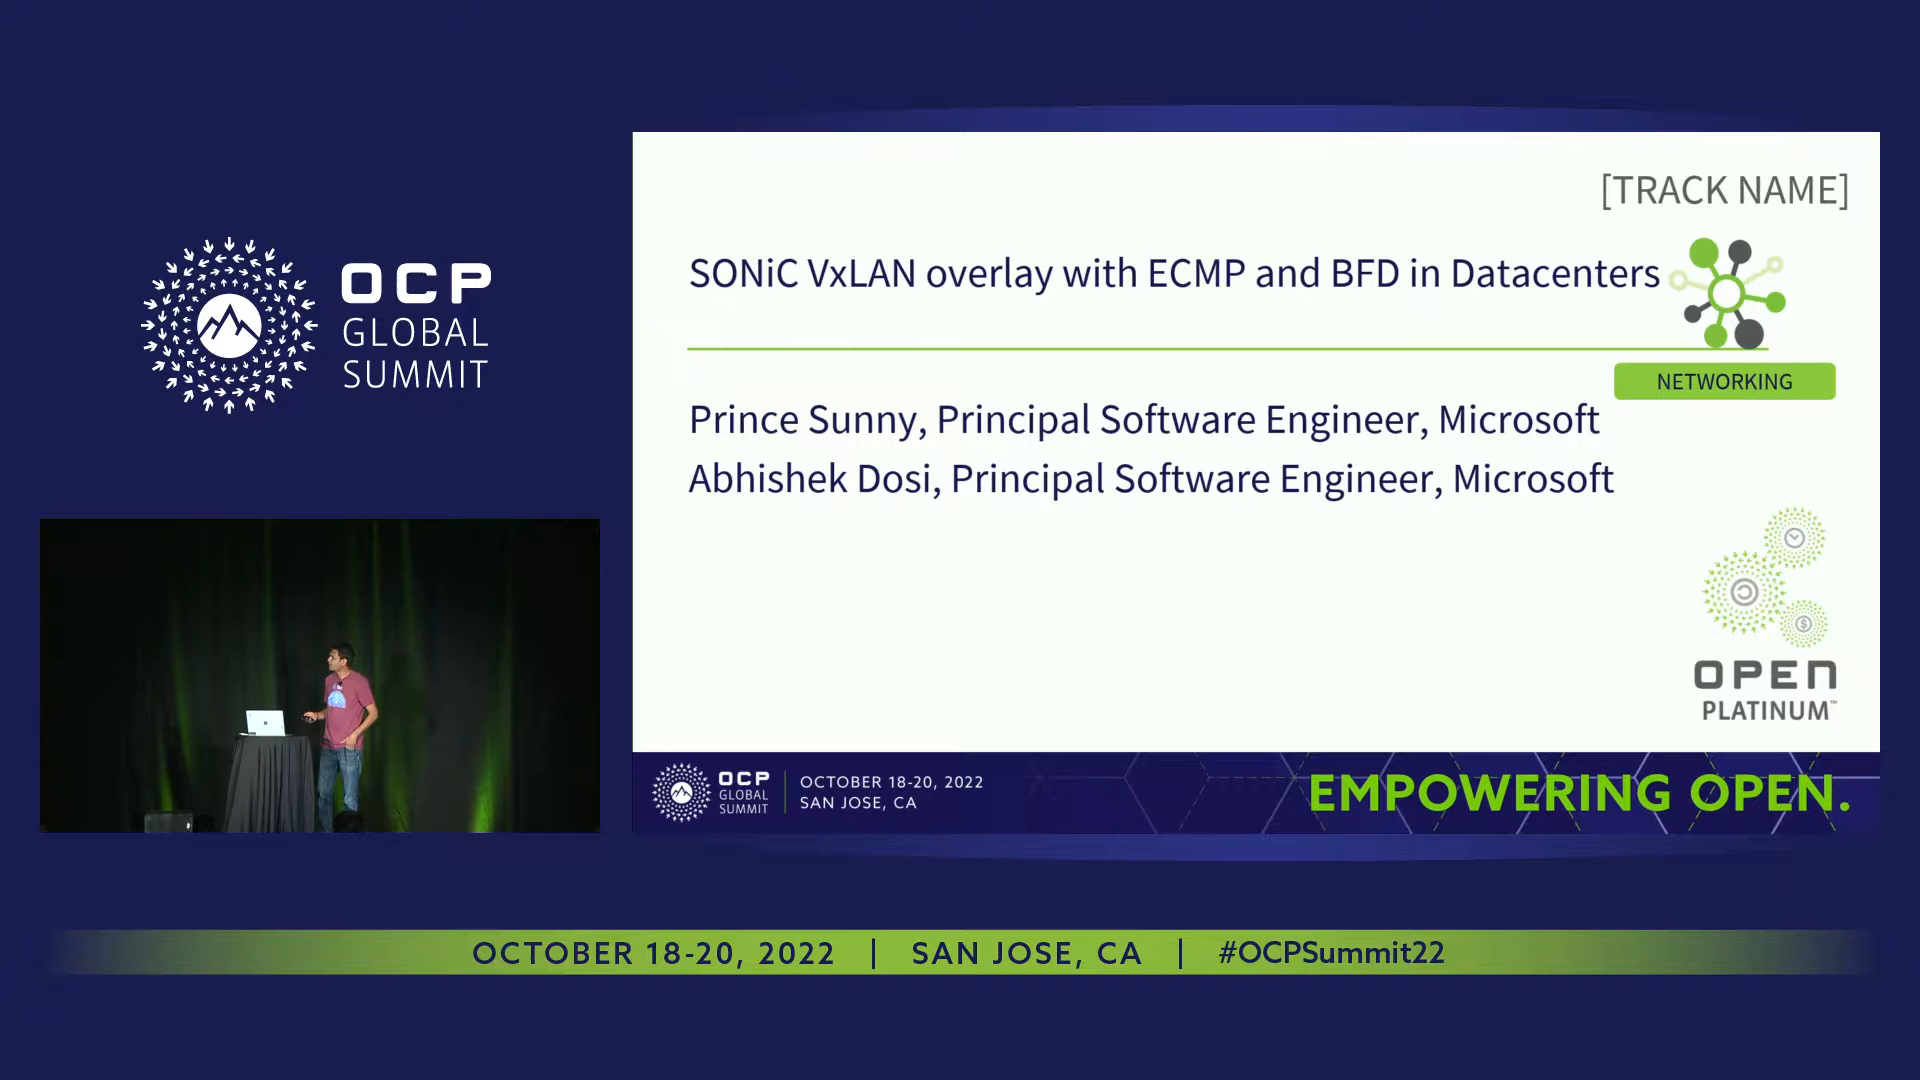 OCP
GLOBAL
SUMMIT
[TRACK NAME]
SONiC VxLAN overlay with ECMP and BFD in Datacenters
NETWORKING
Prince Sunny, Principal Software Engineer, Microsoft
Abhishek Dosi, Principal Software Engineer, Microsoft
OPEN
PLATINUM™
OCP
GLOBAL
SUMMIT
OCTOBER 18-20, 2022
SAN JOSE, CA
EMPOWERING OPEN.
OCTOBER 18-20, 2022 | SAN JOSE, CA | #OCPSummit22